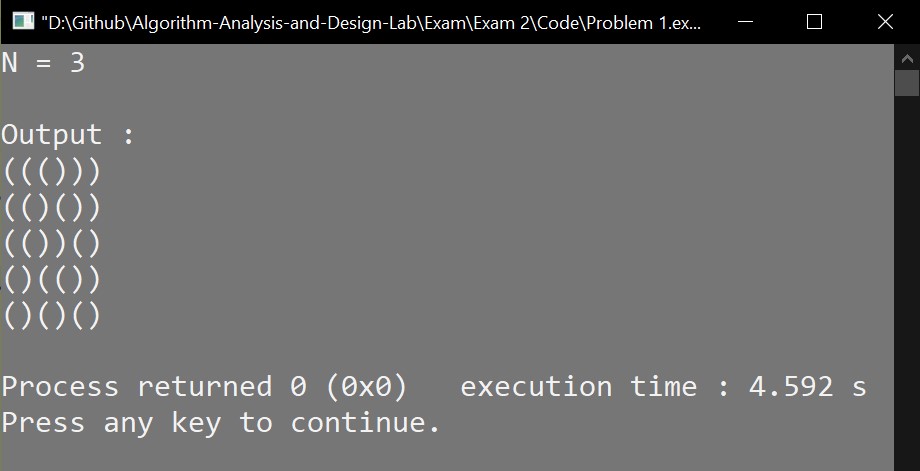 "D:\Github\Algorithm-Analysis-and-Design-Lab\Exam\Exam 2\Code\Problem 1.ex...
N = 3
Output :
((()))
(()())
(())()
()(())
()()()
Process returned 0 (0x0)   execution time : 4.592 s
Press any key to continue.